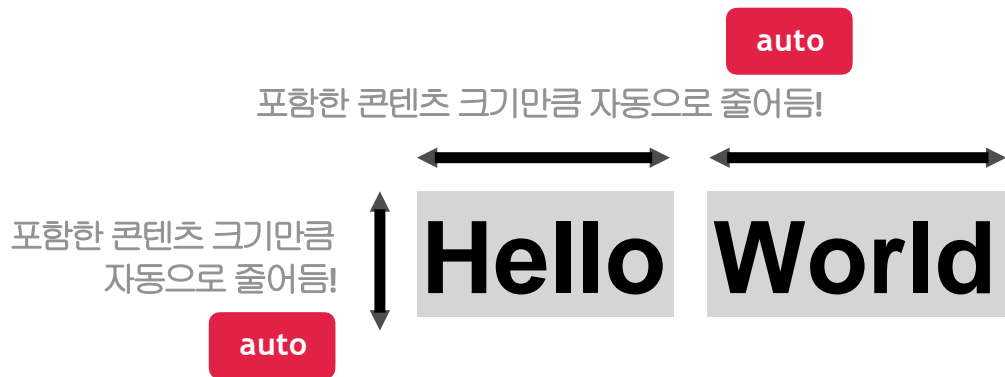 auto
포함한 콘텐츠 크기만큼 자동으로 줄어듬!
포함한 콘텐츠 크기만큼
자동으로 줄어듬!
auto
Hello World